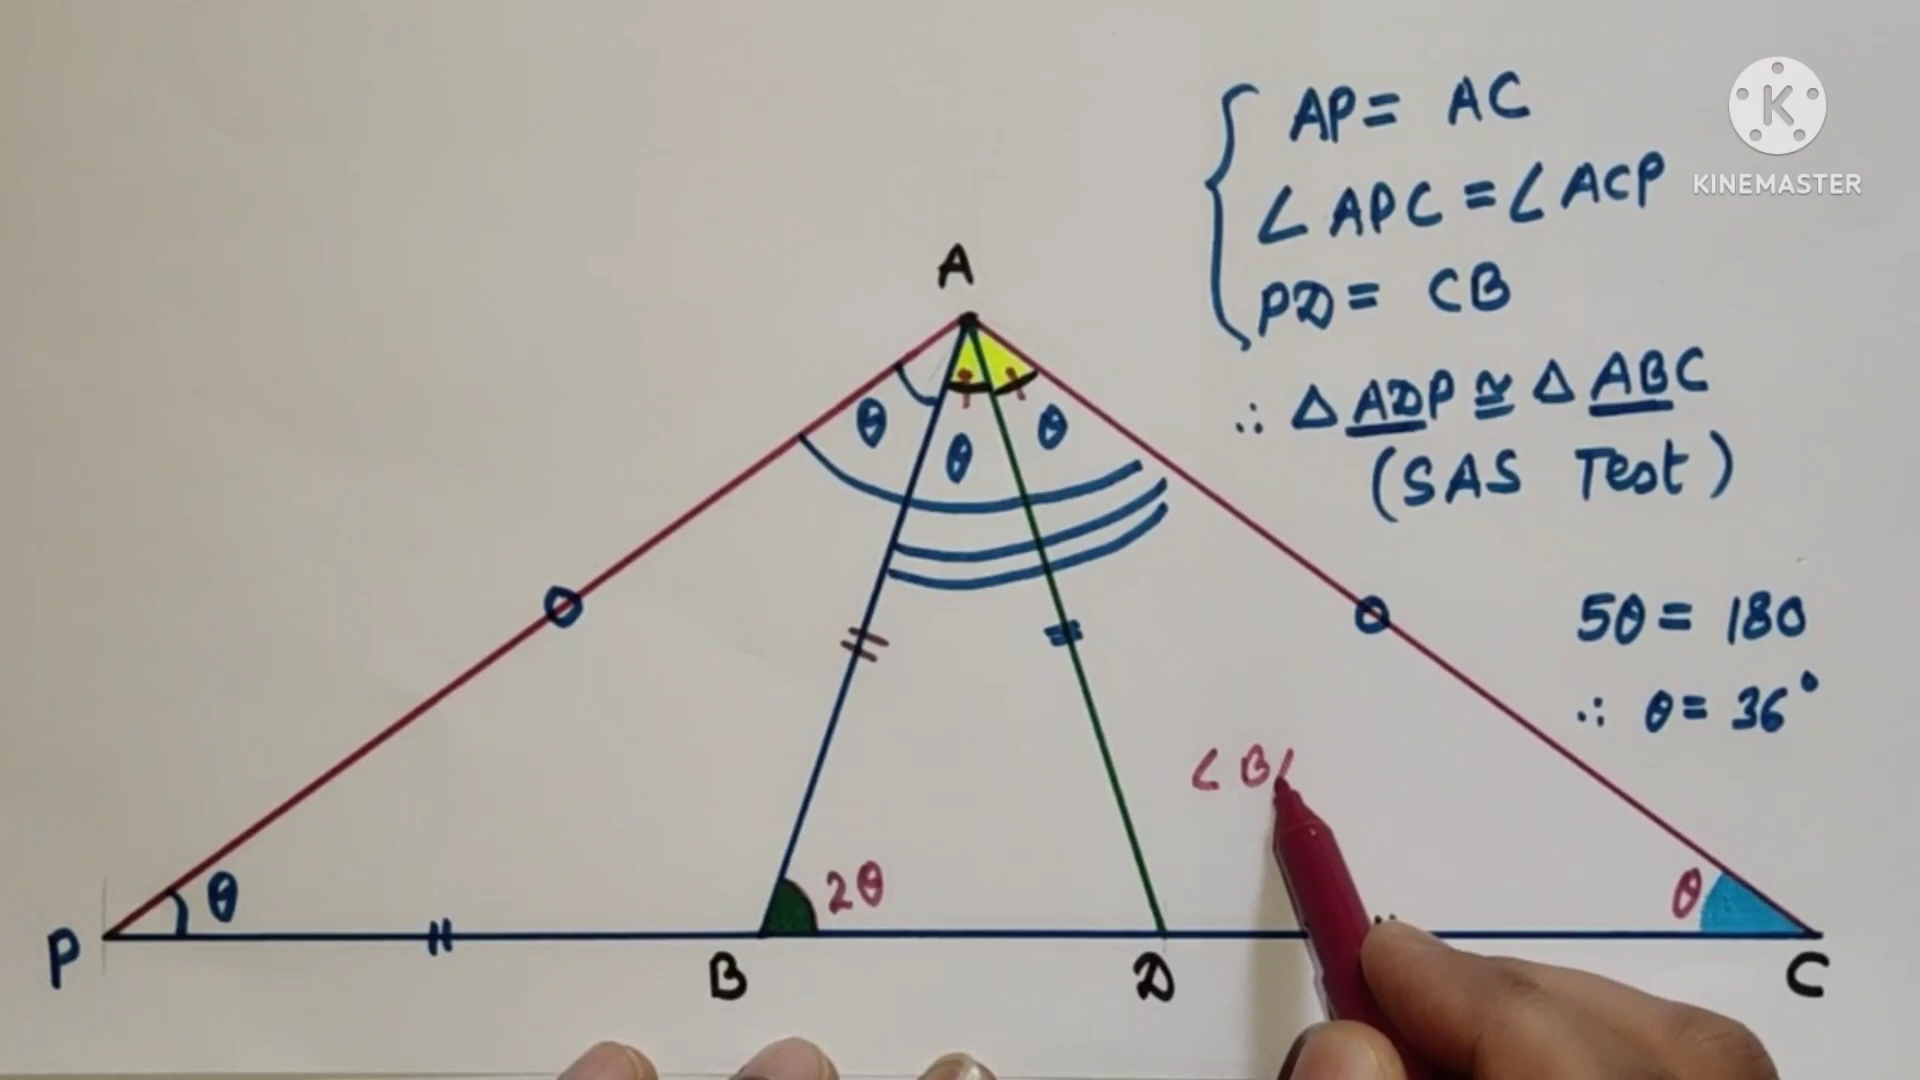 AP = AC
∠APC = ∠ACP
PD = CB
∴ △ADP ≅ △ABC
(SAS Test)
KINEMASTER
A
θ
θ
θ
5θ = 180
∴ θ = 36°
∠B
θ
2θ
θ
P
B
D
C